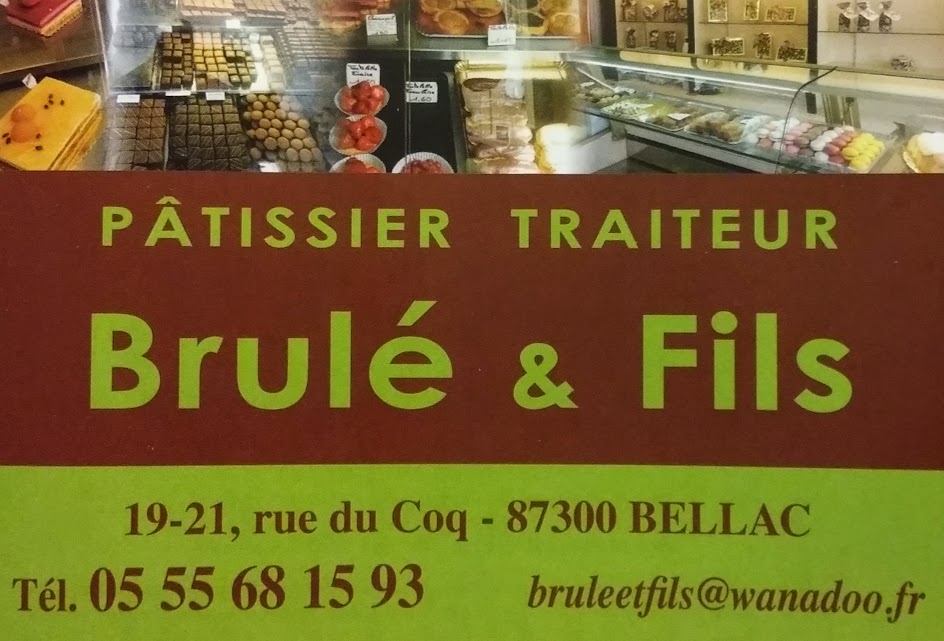 PÂTISSIER TRAITEUR
Brulé & Fils
19-21, rue du Coq - 87300 BELLAC
Tél. 05 55 68 15 93 bruleetfils@wanadoo.fr